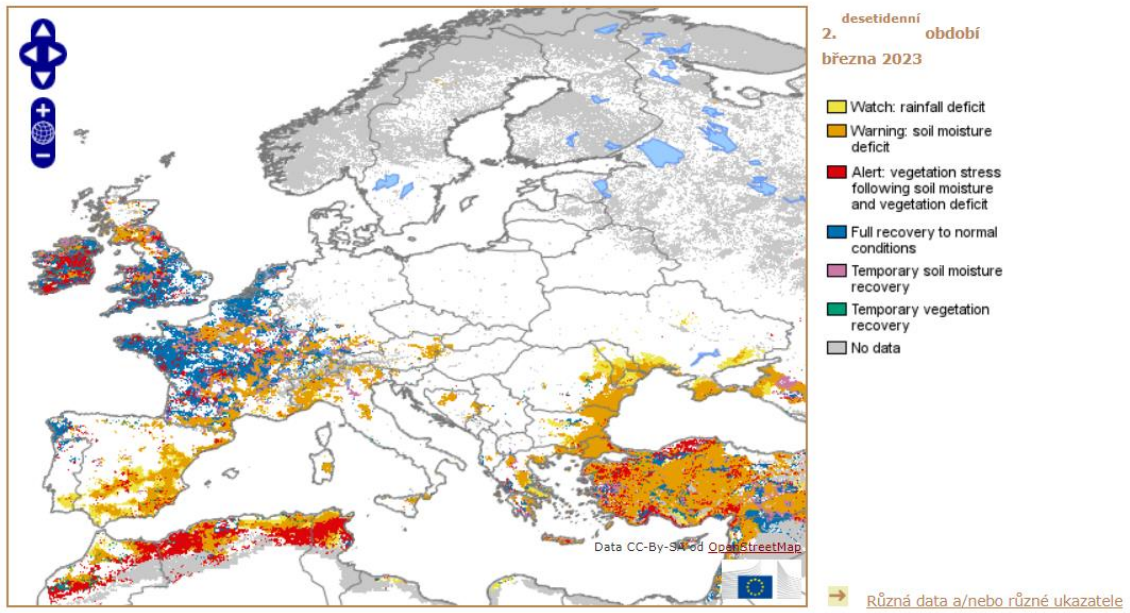 2. desetidenní období
března 2023
Watch: rainfall deficit
Warning: soil moisture
deficit
Alert: vegetation stress
following soil moisture
and vegetation deficit
Full recovery to normal
conditions
Temporary soil moisture
recovery
Temporary vegetation
recovery
No data
Data CC-By-SA od OpenStreetMap
Různá data a/nebo různé ukazatele